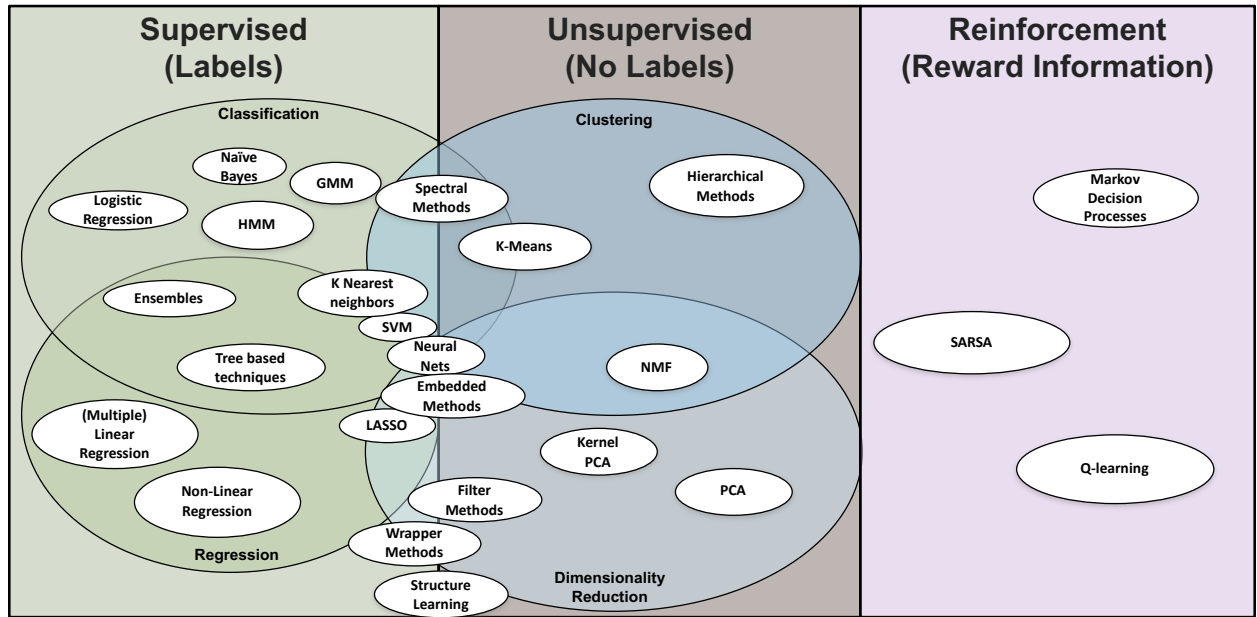 Supervised
(Labels)
Unsupervised
(No Labels)
Reinforcement
(Reward Information)
Classification
Naïve
Bayes
GMM
Logistic
Regression
HMM
Spectral
Methods
K-Means
Clustering
Hierarchical
Methods
Markov
Decision
Processes
Ensembles
K Nearest
neighbors
SVM
Neural
Nets
Tree based
techniques
Embedded
Methods
NMF
SARSA
(Multiple)
Linear
Regression
LASSO
Kernel
PCA
PCA
Q-learning
Non-Linear
Regression
Filter
Methods
Wrapper
Methods
Regression
Structure
Learning
Dimensionality
Reduction